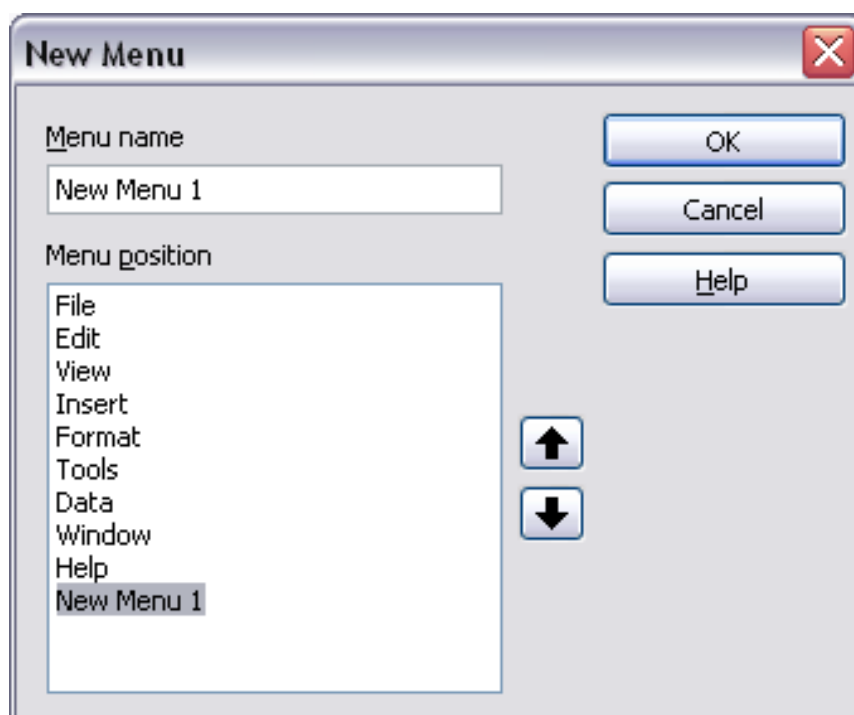 New Menu
Menu name
New Menu 1
Menu position
File
Edit
View
Insert
Format
Tools
Data
Window
Help
New Menu 1
OK
Cancel
Help